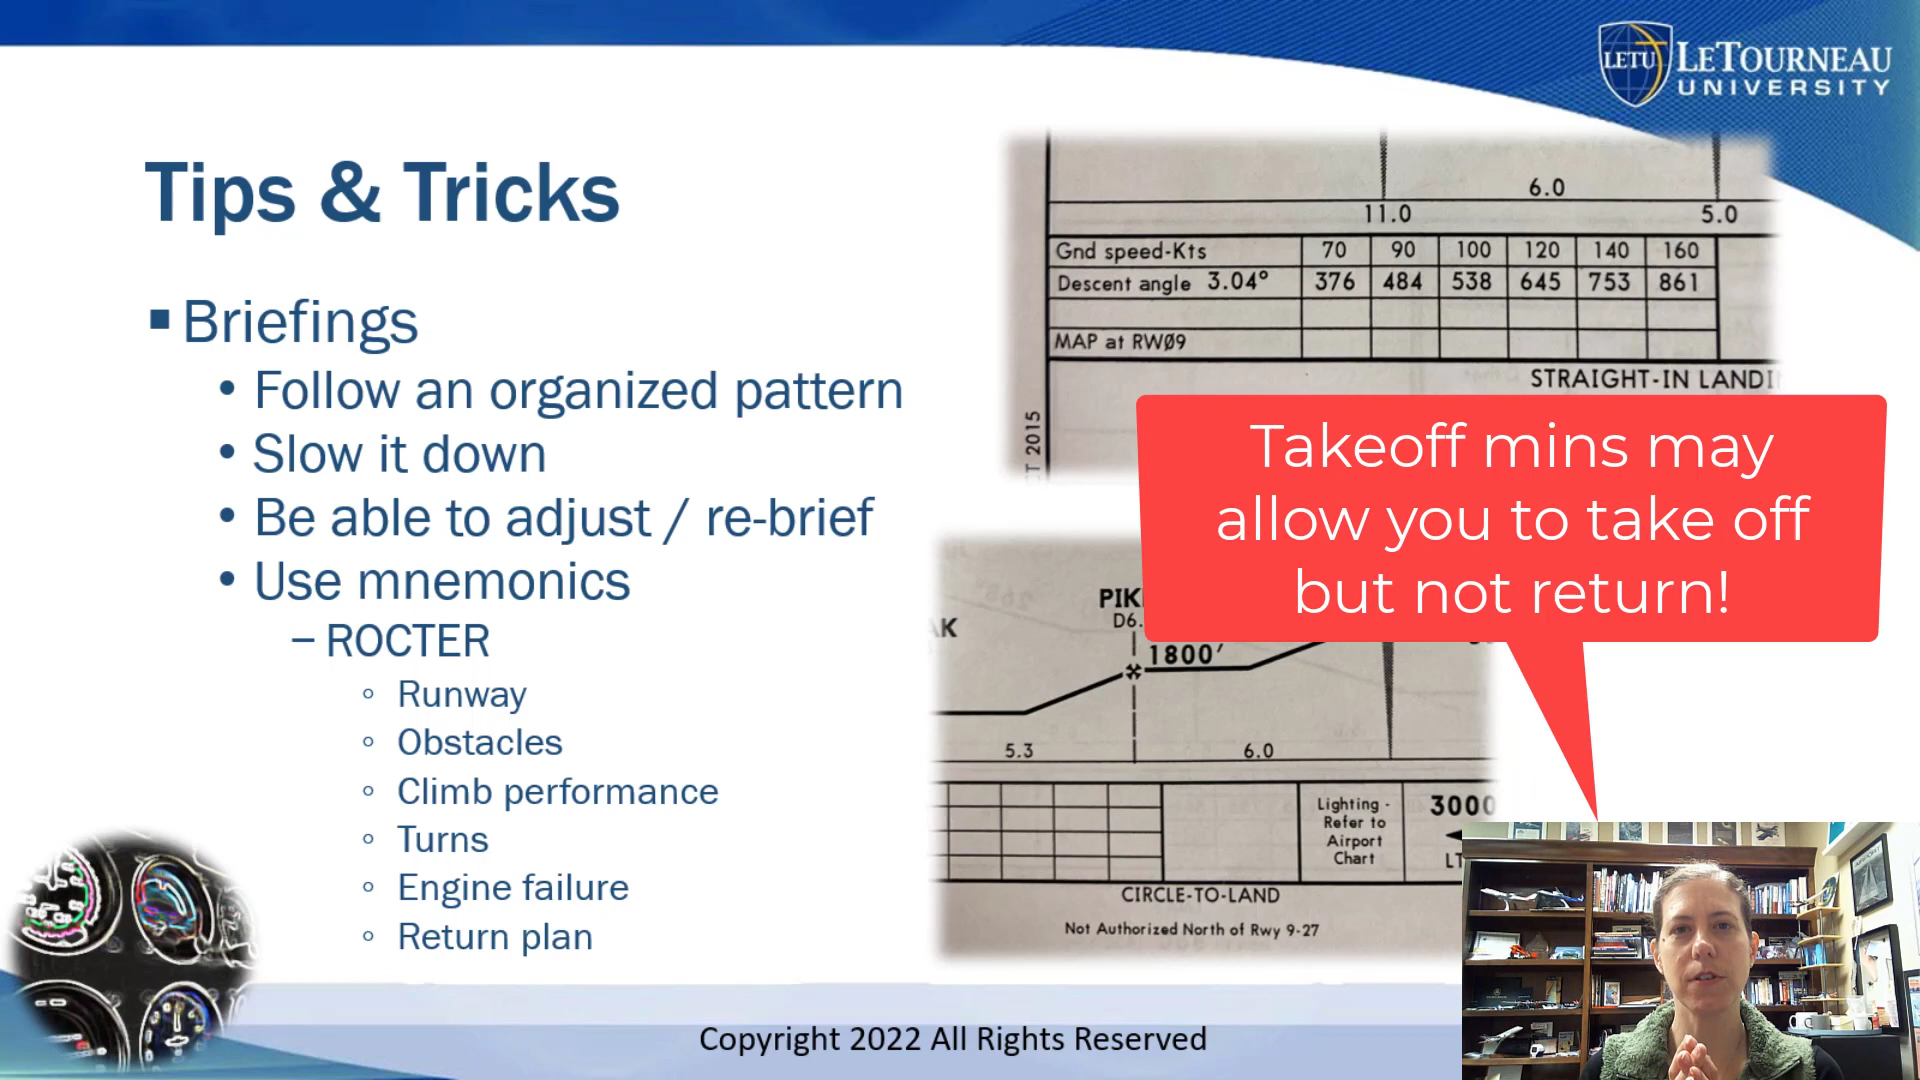 LETU
LETOURNEAU
UNIVERSITY
Tips & Tricks
Briefings
• Follow an organized pattern
• Slow it down
• Be able to adjust / re-brief
• Use mnemonics
– ROCTER
Runway
Obstacles
Climb performance
Turns
Engine failure
Return plan
6.0
11.0 5.0
Gnd speed-Kts 70 90 100 120 140 160
Descent angle 3.04° 376 484 538 645 753 861
MAP at RWØ9
STRAIGHT-IN LANDI
T 2015
Takeoff mins may
allow you to take off
but not return!
PIK
D6.
AK
1800'
5.3 6.0
Lighting -
Refer to
Airport
Chart
3000
LT
CIRCLE-TO-LAND
Not Authorized North of Rwy 9-27
Copyright 2022 All Rights Reserved